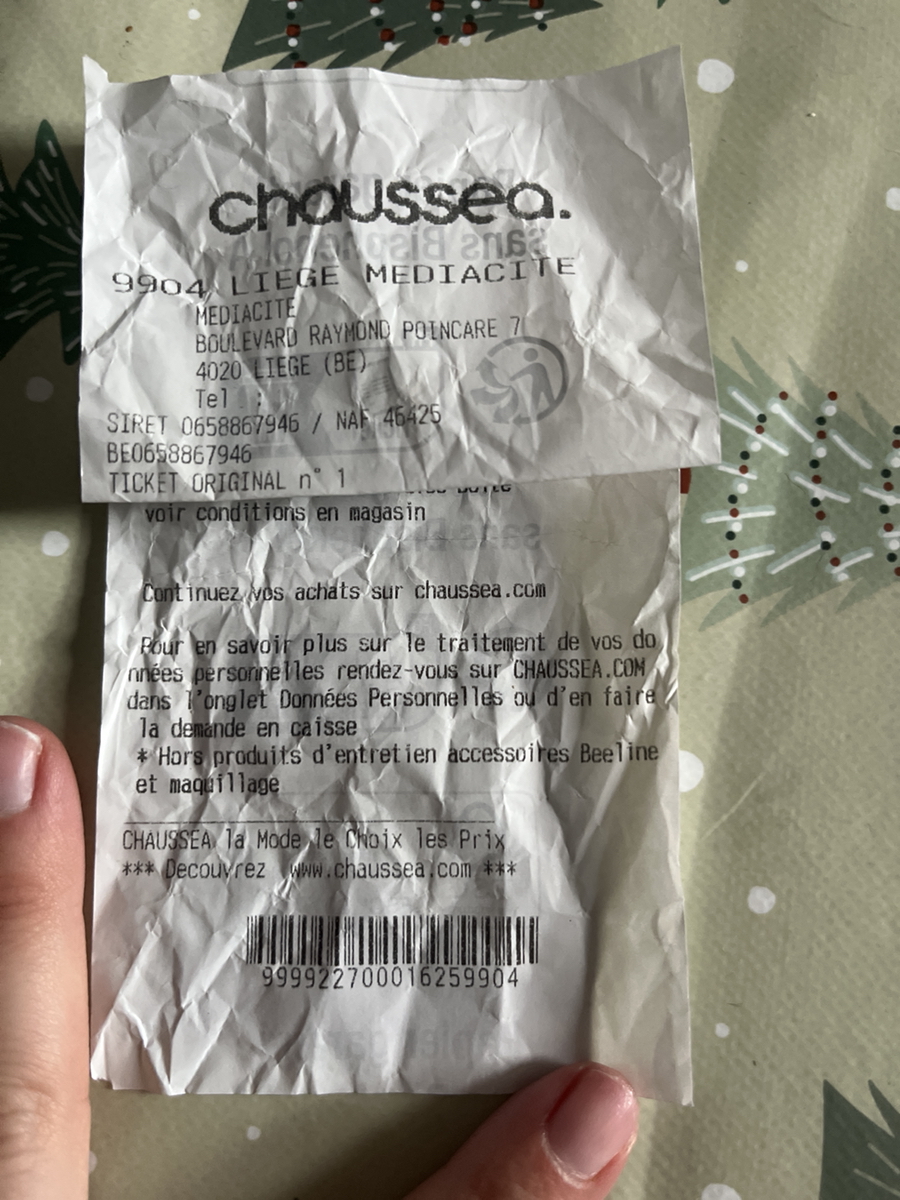 chaussea.
9904 LIEGE MEDIACITE
MEDIACITE
BOULEVARD RAYMOND POINCARE 7
4020 LIEGE (BE)
Tel :
SIRET 0658867946 / NAF 46425
BE0658867946
TICKET ORIGINAL n° 1
voir conditions en magasin
Continuez vos achats sur chaussea.com
Pour en savoir plus sur le traitement de vos do
nnées personnelles rendez-vous sur CHAUSSEA.COM
dans l'onglet Données Personnelles ou d'en faire
la demande en caisse
* Hors produits d'entretien accessoires Beeline
et maquillage
CHAUSSEA la Mode le Choix les Prix
*** Decouvrez www.chaussea.com ***
999922700016259904